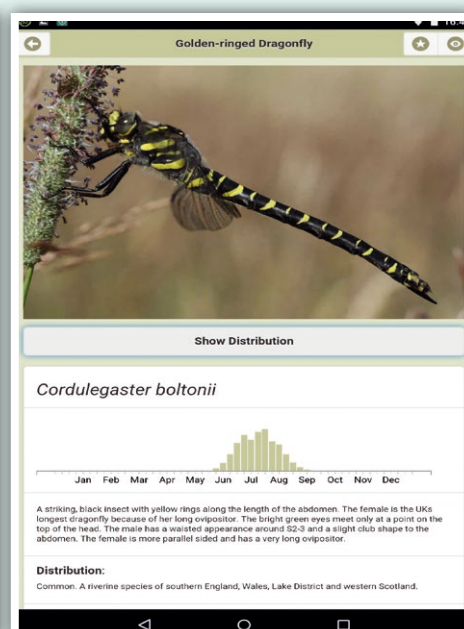 16:4
Golden-ringed Dragonfly
Show Distribution
Cordulegaster boltonii
Jan Feb Mar Apr May Jun Jul Aug Sep Oct Nov Dec
A striking, black insect with yellow rings along the length of the abdomen. The female is the UKs
longest dragonfly because of her long ovipositor. The bright green eyes meet only at a point on the
top of the head. The male has a waisted appearance around S2-3 and a slight club shape to the
abdomen. The female is more parallel sided and has a very long ovipositor.
Distribution:
Common. A riverine species of southern England, Wales, Lake District and western Scotland.